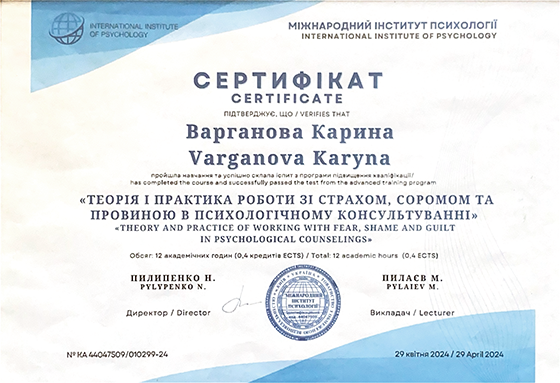 INTERNATIONAL INSTITUTE
OF PSYCHOLOGY
МІЖНАРОДНИЙ ІНСТИТУТ ПСИХОЛОГІЇ
INTERNATIONAL INSTITUTE OF PSYCHOLOGY
СЕРТИФІКАТ
CERTIFICATE
ПІДТВЕРДЖУЄ, ЩО / VERIFIES THAT
Варганова Карина
Varganova Karyna
пройшла навчання та успішно склала іспит з програми підвищення кваліфікації/
has completed the course and successfully passed the test from the advanced training program
«ТЕОРІЯ І ПРАКТИКА РОБОТИ ЗІ СТРАХОМ, СОРОМОМ ТА
ПРОВИНОЮ В ПСИХОЛОГІЧНОМУ КОНСУЛЬТУВАННІ»
«THEORY AND PRACTICE OF WORKING WITH FEAR, SHAME AND GUILT
IN PSYCHOLOGICAL COUNSELINGS»
Обсяг: 12 академічних годин (0,4 кредитів ECTS) / Total: 12 academic hours (0,4 ECTS)
ПИЛИПЕНКО Н.
PYLYPENKO N.
Директор / Director
МІЖНАРОДНИЙ
ІНСТИТУТ
ПСИХОЛОГІЇ
ПИЛАЄВ М.
PYLAIEV M.
Викладач / Lecturer
№ KA 44047509/010299-24
29 квітня 2024 / 29 April 2024